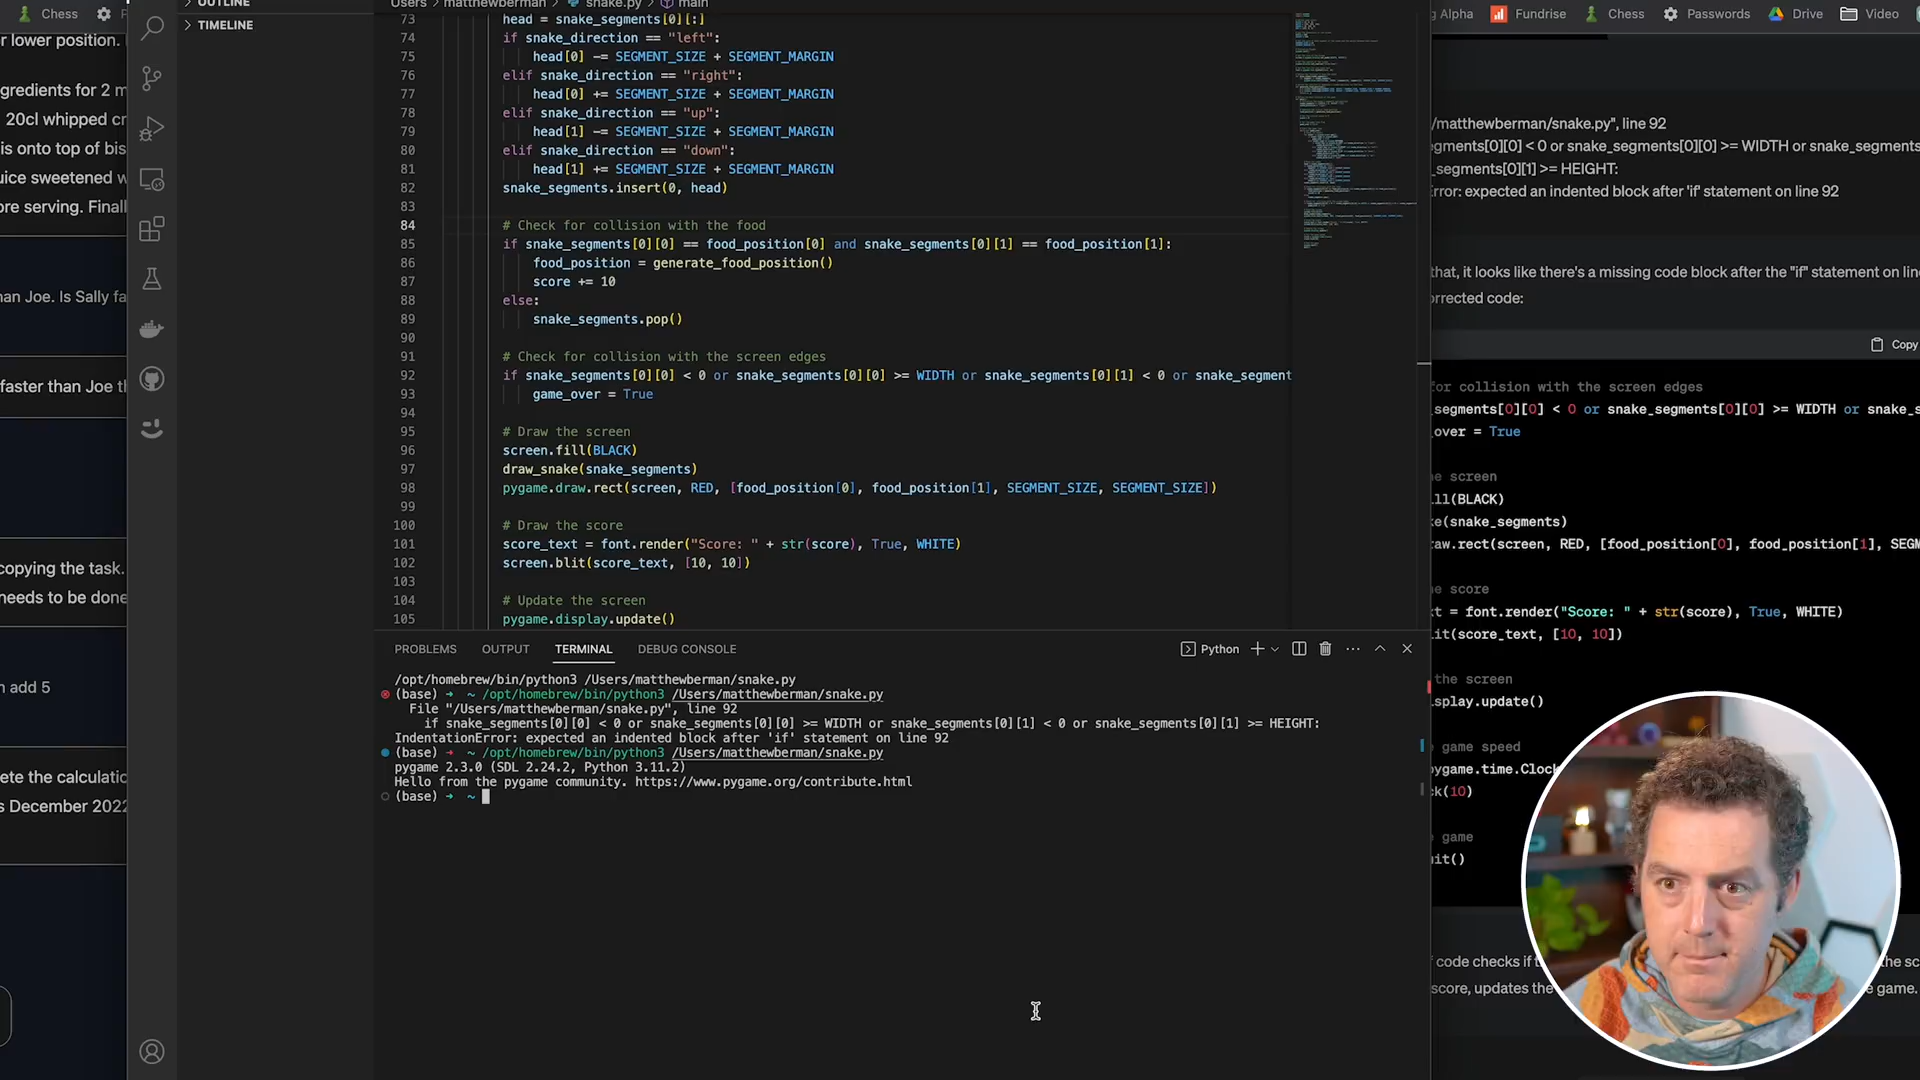 Chess
OUTLINE
Users > matthewberman > snake.py > main
g Alpha
Fundrise
Chess
Passwords
Drive
Video
TIMELINE
r lower position.
gredients for 2 m
20cl whipped cr
is onto top of bis
uice sweetened w
ore serving. Finall
an Joe. Is Sally fa
faster than Joe th
copying the task.
needs to be done
n add 5
ete the calculatio
s December 2022
73 head = snake_segments[0][:]
74 if snake_direction == "left":
75 head[0] -= SEGMENT_SIZE + SEGMENT_MARGIN
76 elif snake_direction == "right":
77 head[0] += SEGMENT_SIZE + SEGMENT_MARGIN
78 elif snake_direction == "up":
79 head[1] -= SEGMENT_SIZE + SEGMENT_MARGIN
80 elif snake_direction == "down":
81 head[1] += SEGMENT_SIZE + SEGMENT_MARGIN
82 snake_segments.insert(0, head)
83
84 # Check for collision with the food
85 if snake_segments[0][0] == food_position[0] and snake_segments[0][1] == food_position[1]:
86 food_position = generate_food_position()
87 score += 10
88 else:
89 snake_segments.pop()
90
91 # Check for collision with the screen edges
92 if snake_segments[0][0] < 0 or snake_segments[0][0] >= WIDTH or snake_segments[0][1] < 0 or snake_segment
93 game_over = True
94
95 # Draw the screen
96 screen.fill(BLACK)
97 draw_snake(snake_segments)
98 pygame.draw.rect(screen, RED, [food_position[0], food_position[1], SEGMENT_SIZE, SEGMENT_SIZE])
99
100 # Draw the score
101 score_text = font.render("Score: " + str(score), True, WHITE)
102 screen.blit(score_text, [10, 10])
103
104 # Update the screen
105 pygame.display.update()
PROBLEMS OUTPUT TERMINAL DEBUG CONSOLE
Python
/opt/homebrew/bin/python3 /Users/matthewberman/snake.py
(base) → ~ /opt/homebrew/bin/python3 /Users/matthewberman/snake.py
File "/Users/matthewberman/snake.py", line 92
if snake_segments[0][0] < 0 or snake_segments[0][0] >= WIDTH or snake_segments[0][1] < 0 or snake_segments[0][1] >= HEIGHT:
IndentationError: expected an indented block after 'if' statement on line 92
(base) → ~ /opt/homebrew/bin/python3 /Users/matthewberman/snake.py
pygame 2.3.0 (SDL 2.24.2, Python 3.11.2)
Hello from the pygame community. https://www.pygame.org/contribute.html
(base) → ~
/matthewberman/snake.py", line 92
gments[0][0] < 0 or snake_segments[0][0] >= WIDTH or snake_segments
_segments[0][1] >= HEIGHT:
Error: expected an indented block after 'if' statement on line 92
that, it looks like there's a missing code block after the "if" statement on line
orrected code:
Copy
for collision with the screen edges
_segments[0][0] < 0 or snake_segments[0][0] >= WIDTH or snake_s
over = True
he screen
ill(BLACK)
ke(snake_segments)
raw.rect(screen, RED, [food_position[0], food_position[1], SEGM
he score
xt = font.render("Score: " + str(score), True, WHITE)
lit(score_text, [10, 10])
the screen
isplay.update()
e game speed
pygame.time.Clock
ck(10)
e game
uit()
f code checks if t
the sc
score, updates the
e game.